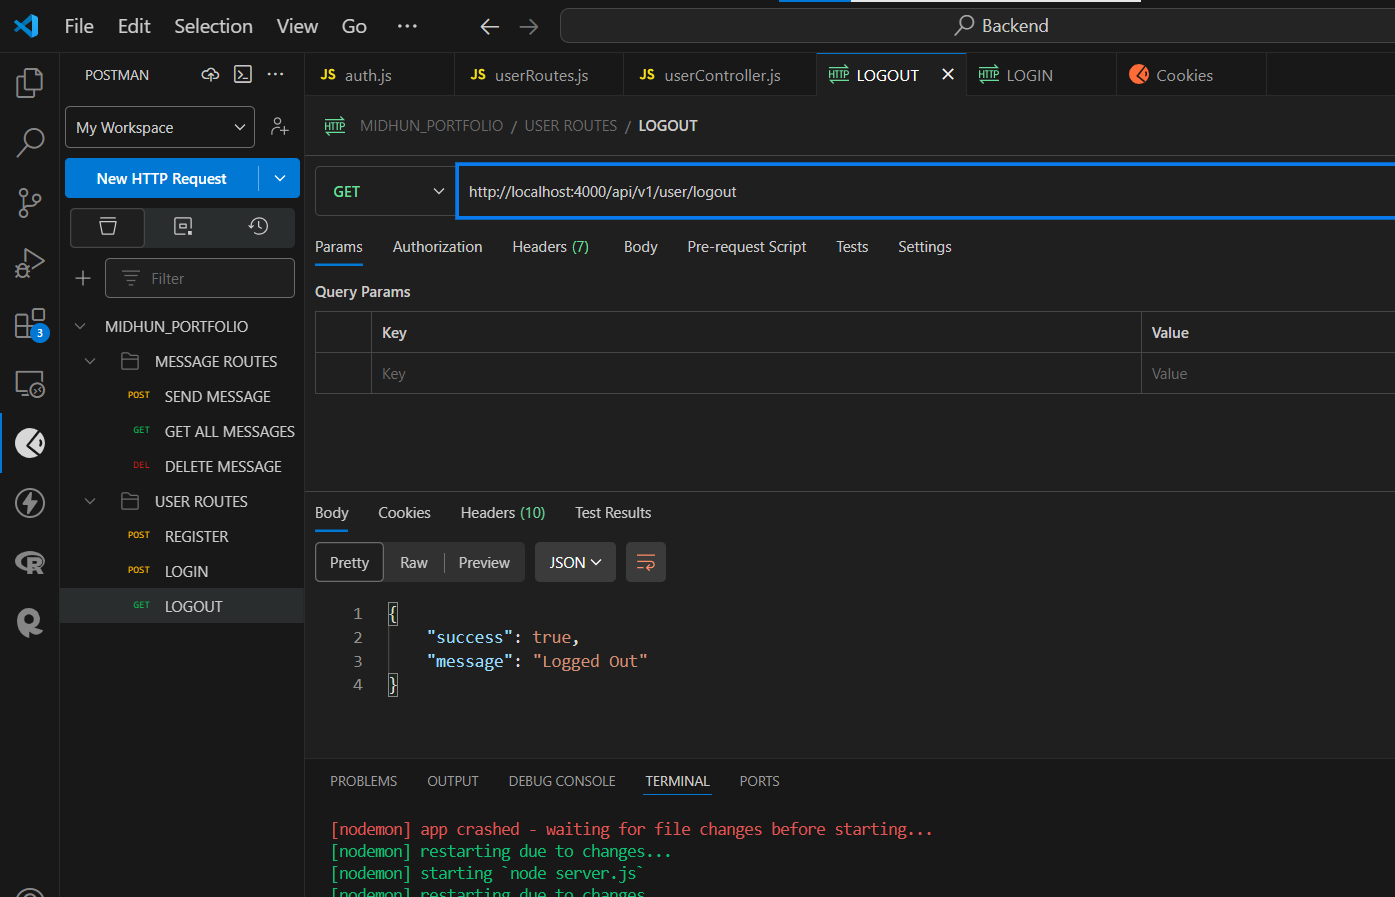 File Edit Selection View Go ··· Backend
POSTMAN ···
JS auth.js JS userRoutes.js JS userController.js HTTP LOGOUT HTTP LOGIN Cookies
My Workspace
HTTP MIDHUN_PORTFOLIO / USER ROUTES / LOGOUT
New HTTP Request
GET http://localhost:4000/api/v1/user/logout
Params Authorization Headers (7) Body Pre-request Script Tests Settings
Filter
Query Params
Key Value
Key Value
MIDHUN_PORTFOLIO
MESSAGE ROUTES
POST SEND MESSAGE
GET GET ALL MESSAGES
DEL DELETE MESSAGE
USER ROUTES
POST REGISTER
POST LOGIN
GET LOGOUT
3
Body Cookies Headers (10) Test Results
Pretty Raw Preview JSON
1 {
2 "success": true,
3 "message": "Logged Out"
4 }
PROBLEMS OUTPUT DEBUG CONSOLE TERMINAL PORTS
[nodemon] app crashed - waiting for file changes before starting...
[nodemon] restarting due to changes...
[nodemon] starting `node server.js`
[nodemon] restarting due to changes...